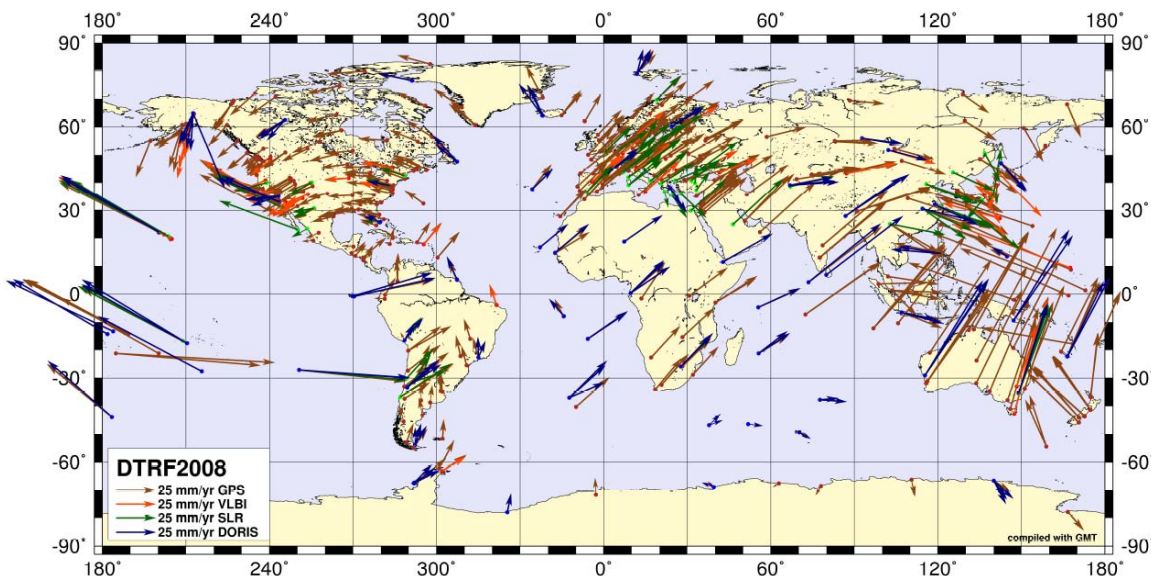 180° 240° 300° 0° 60° 120° 180°
90° 90°
60° 60°
30° 30°
0 0
-30° -30°
-60° -60°
-90° -90
DTRF2008
25 mm/yr GPS
25 mm/yr VLBI
25 mm/yr SLR
25 mm/yr DORIS
compiled with GMT
180 240 300 0° 60 120 180